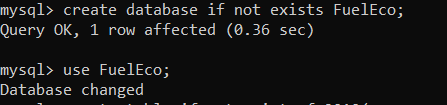 mysql> create database if not exists FuelEco;
Query OK, 1 row affected (0.36 sec)
mysql> use FuelEco;
Database changed